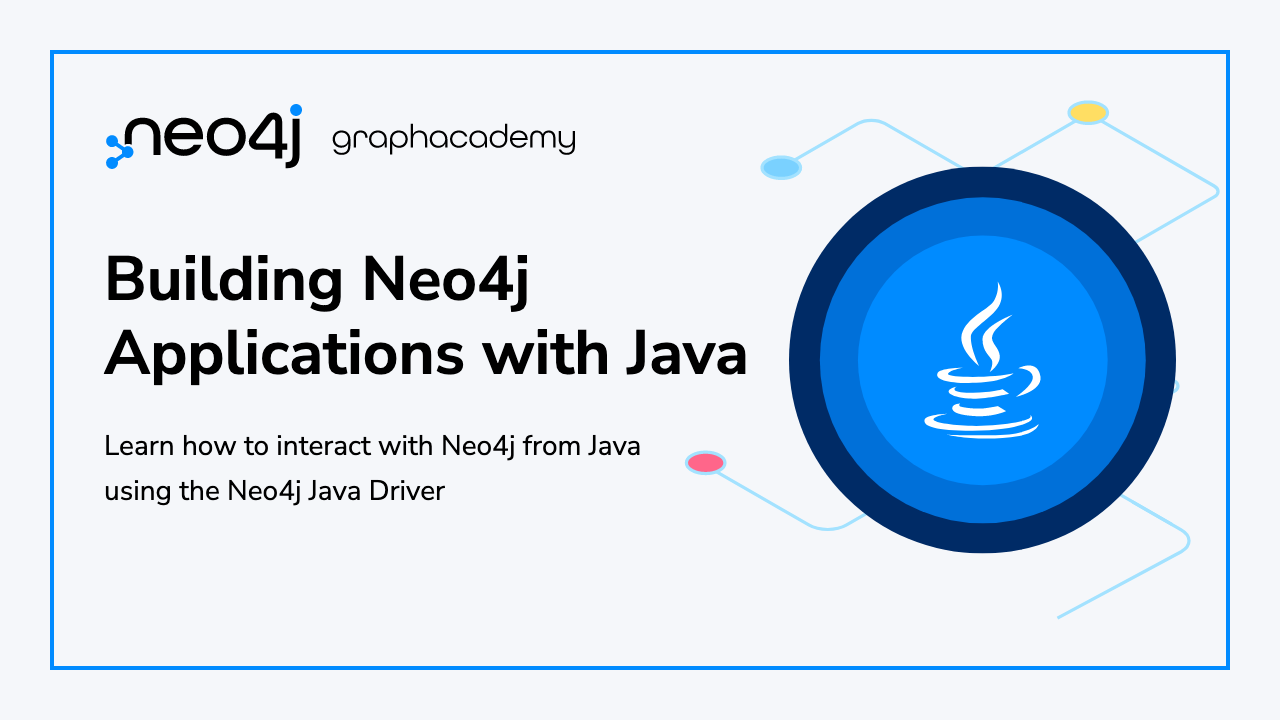 neo4j graphacademy
Building Neo4j
Applications with Java
Learn how to interact with Neo4j from Java
using the Neo4j Java Driver